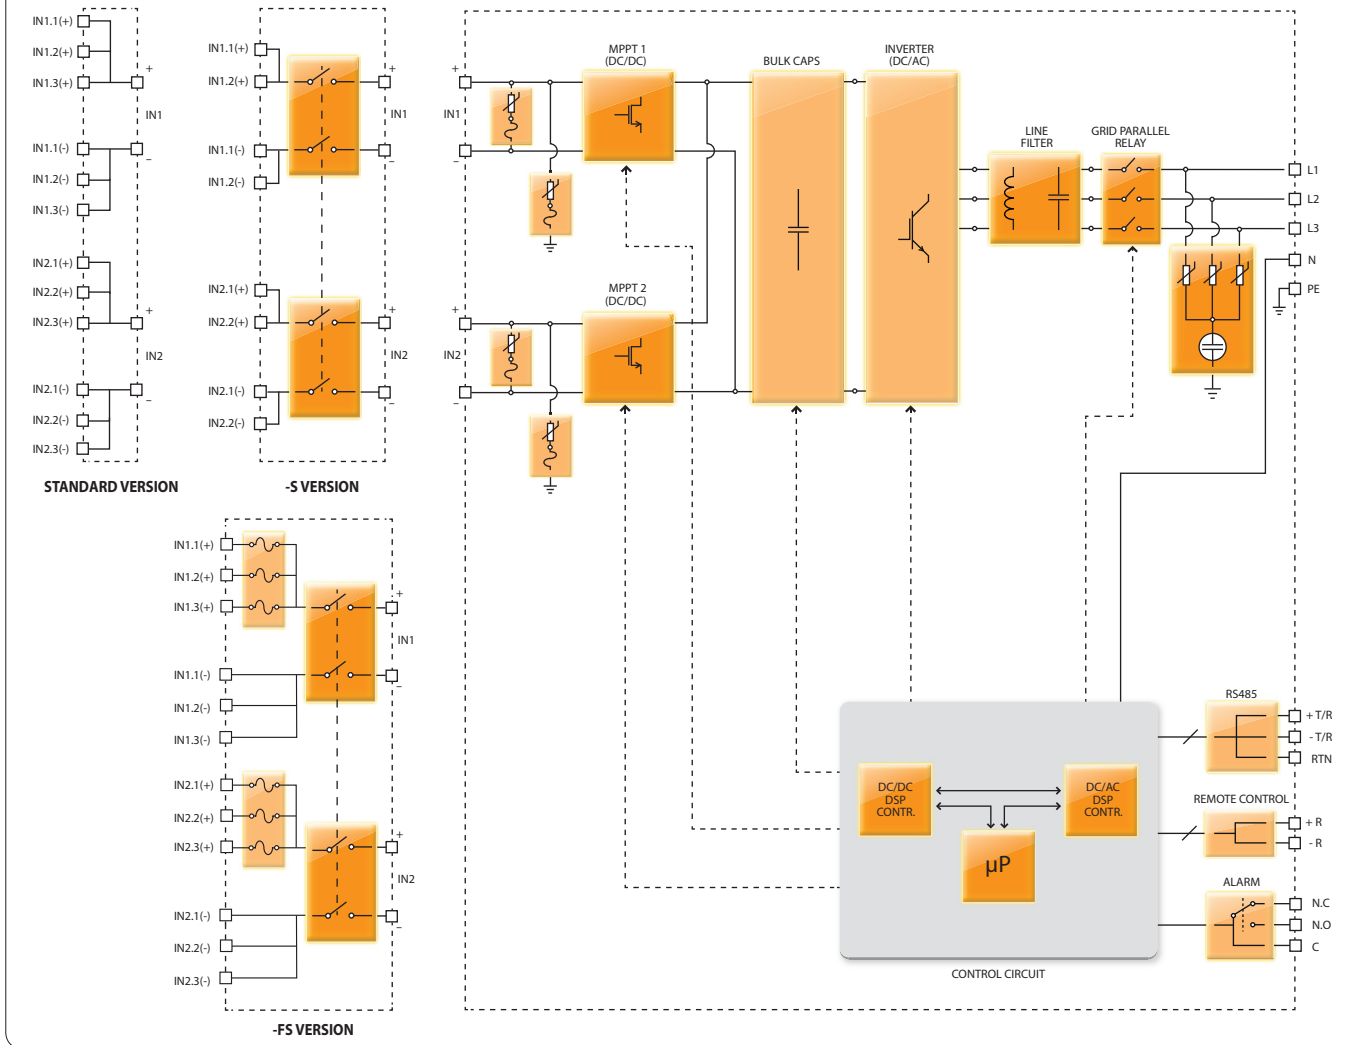 IN1.1(+)
IN1.2(+)
IN1.3(+)
+
IN1
IN1.1(-)
–
IN1.2(-)
IN1.3(-)
IN2.1(+)
IN2.2(+)
+
IN2.3(+)
IN2
IN2.1(-)
–
IN2.2(-)
IN2.3(-)
STANDARD VERSION
IN1.1(+)
+
IN1.2(+)
IN1
IN1.1(-)
–
IN1.2(-)
IN2.1(+)
+
IN2.2(+)
IN2
IN2.1(-)
–
IN2.2(-)
-S VERSION
IN1.1(+)
IN1.2(+)
+
IN1.3(+)
IN1
IN1.1(-)
–
IN1.2(-)
IN1.3(-)
IN2.1(+)
IN2.2(+)
+
IN2.3(+)
IN2
IN2.1(-)
–
IN2.2(-)
IN2.3(-)
-FS VERSION
+
IN1
–
MPPT 1
(DC/DC)
BULK CAPS
INVERTER
(DC/AC)
LINE
FILTER
GRID PARALLEL
RELAY
L1
L2
L3
N
PE
+
IN2
–
MPPT 2
(DC/DC)
DC/DC
DSP
CONTR.
DC/AC
DSP
CONTR.
µP
CONTROL CIRCUIT
RS485
+ T/R
- T/R
RTN
REMOTE CONTROL
+ R
- R
ALARM
N.C
N.O
C